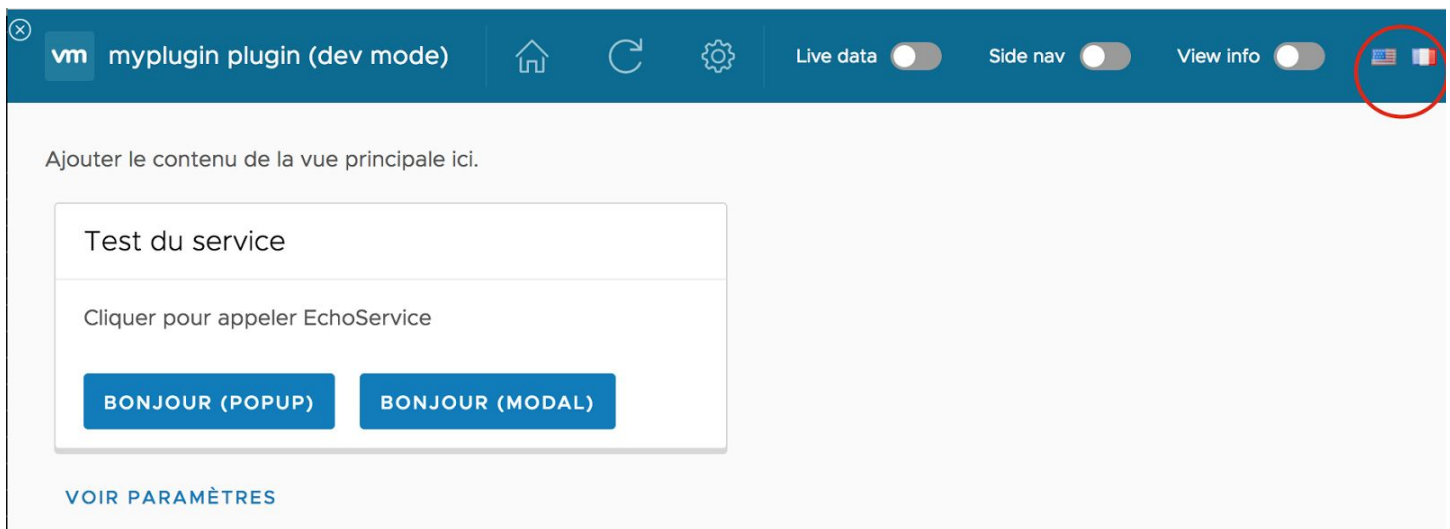 vm myplugin plugin (dev mode) Live data Side nav View info
Ajouter le contenu de la vue principale ici.
Test du service
Cliquer pour appeler EchoService
BONJOUR (POPUP) BONJOUR (MODAL)
VOIR PARAMÈTRES